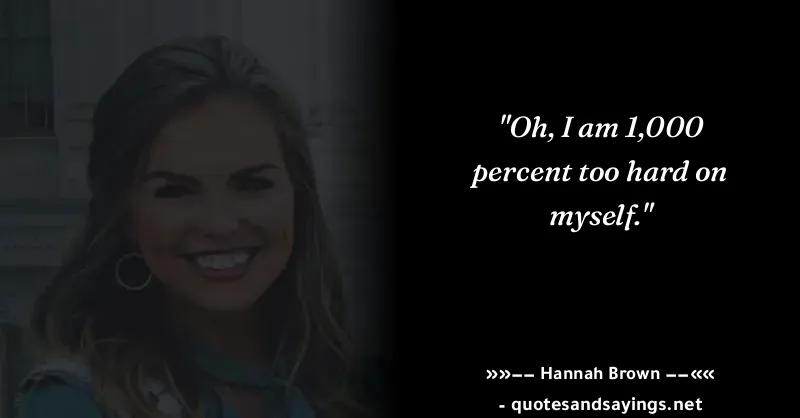 "Oh, I am 1,000
percent too hard on
myself."
»»−− Hannah Brown −−««
- quotesandsayings.net